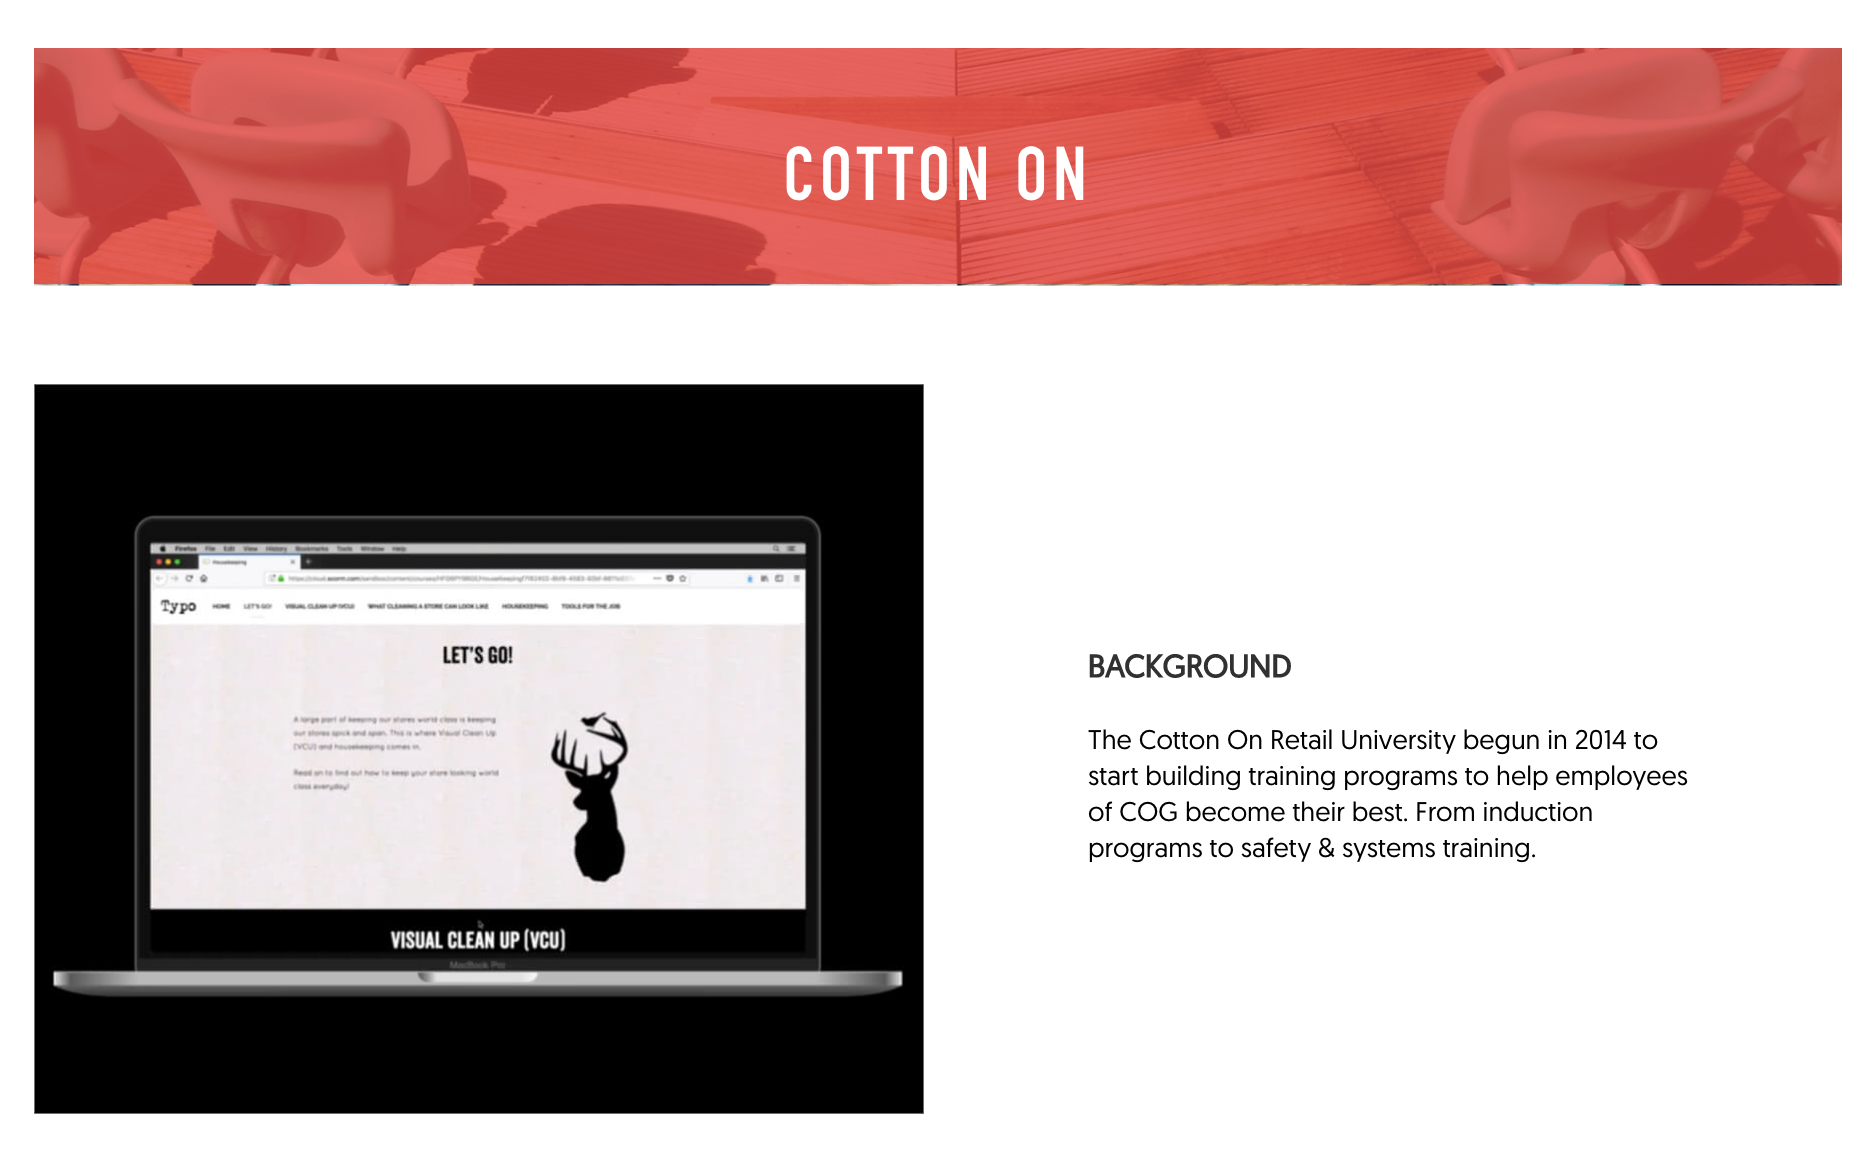 COTTON ON
Firefox File Edit View History Bookmarks Tools Window Help
Housekeeping
Typo HOME LET'S GO! VISUAL CLEAN UP (VCU) WHAT CLEANING A STORE CAN LOOK LIKE HOUSEKEEPING TOOLS FOR THE JOB
LET'S GO!
A large part of keeping our stores world class is keeping
our stores spick and span. This is where Visual Clean Up
(VCU) and housekeeping comes in.
Read on to find out how to keep your store looking world
class everyday!
VISUAL CLEAN UP (VCU)
MacBook Pro
BACKGROUND
The Cotton On Retail University begun in 2014 to
start building training programs to help employees
of COG become their best. From induction
programs to safety & systems training.